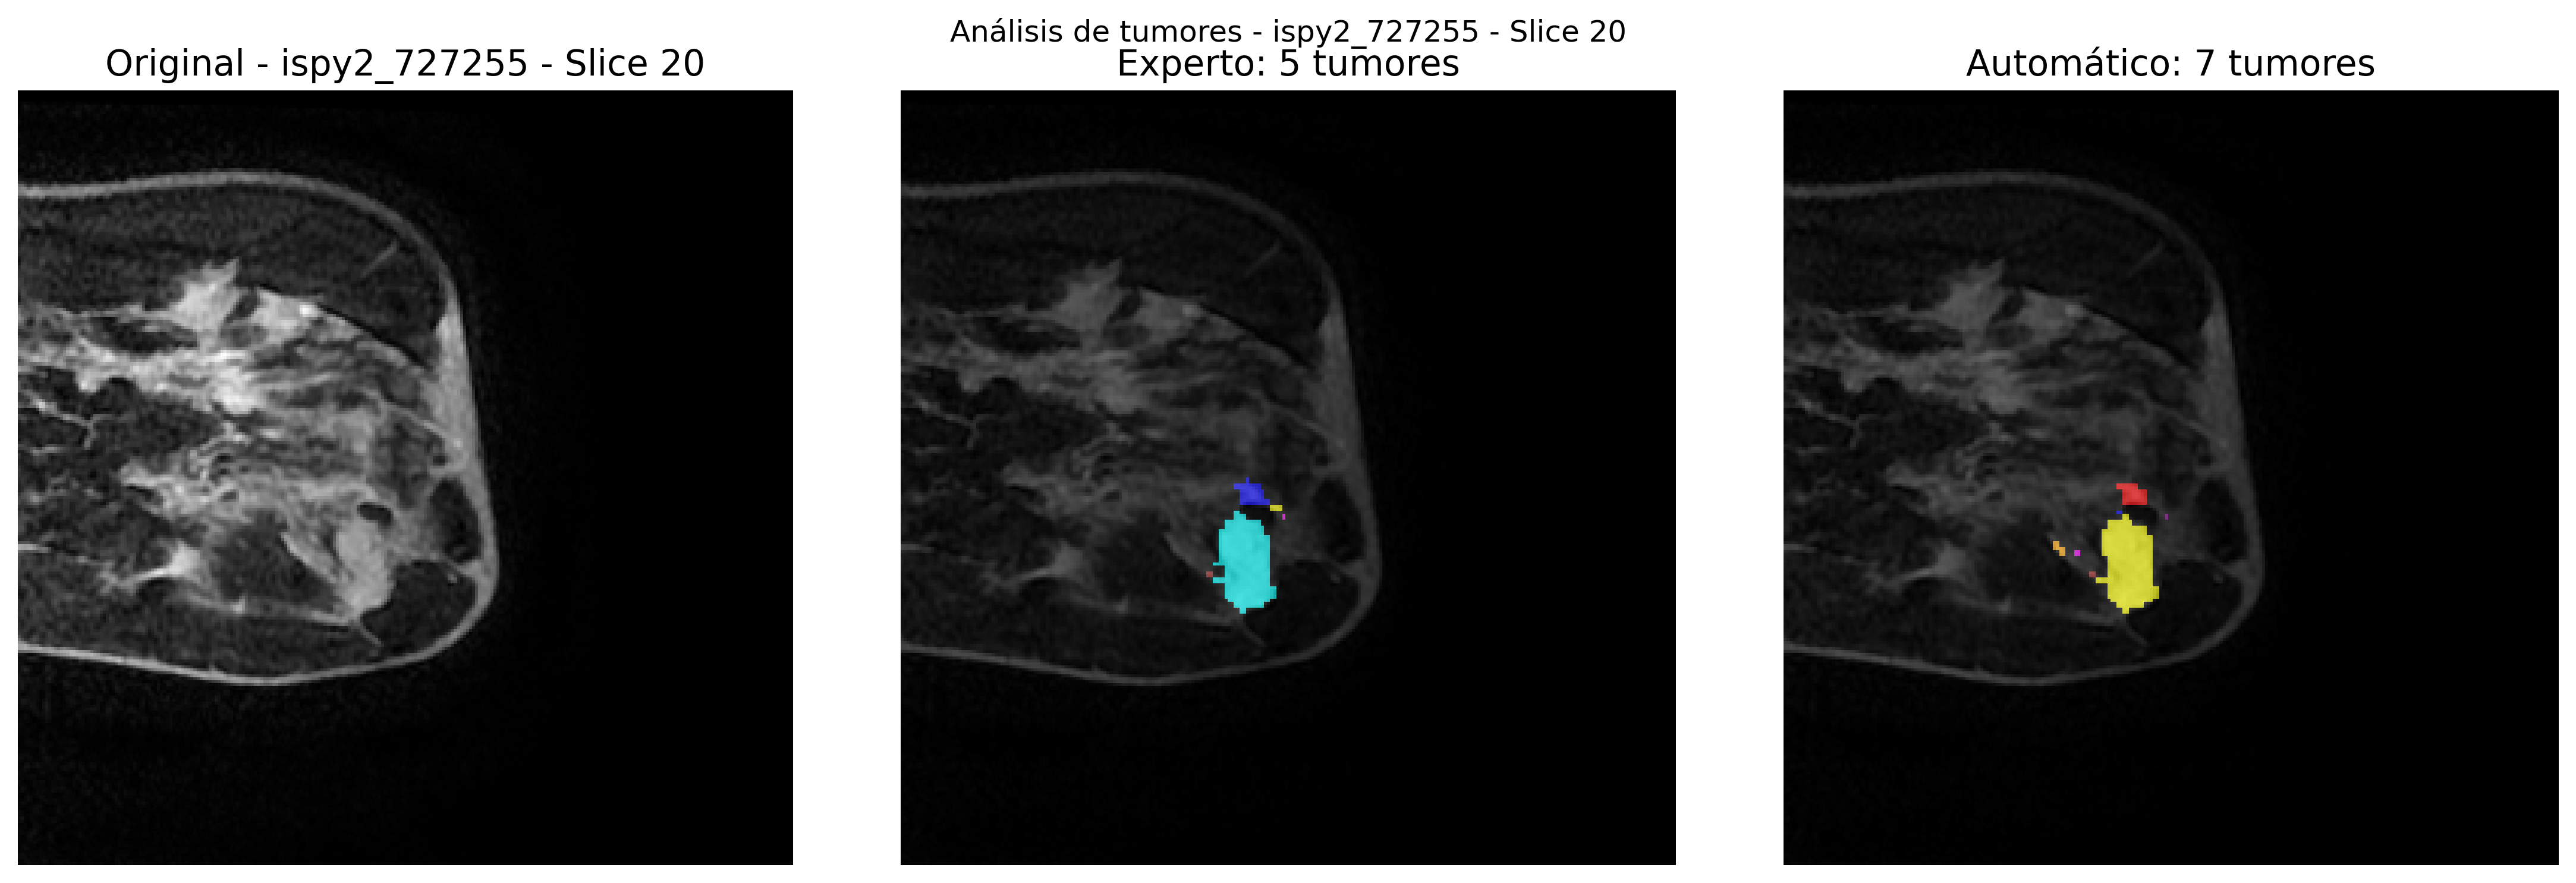 Análisis de tumores - ispy2_727255 - Slice 20
Original - ispy2_727255 - Slice 20
Experto: 5 tumores
Automático: 7 tumores